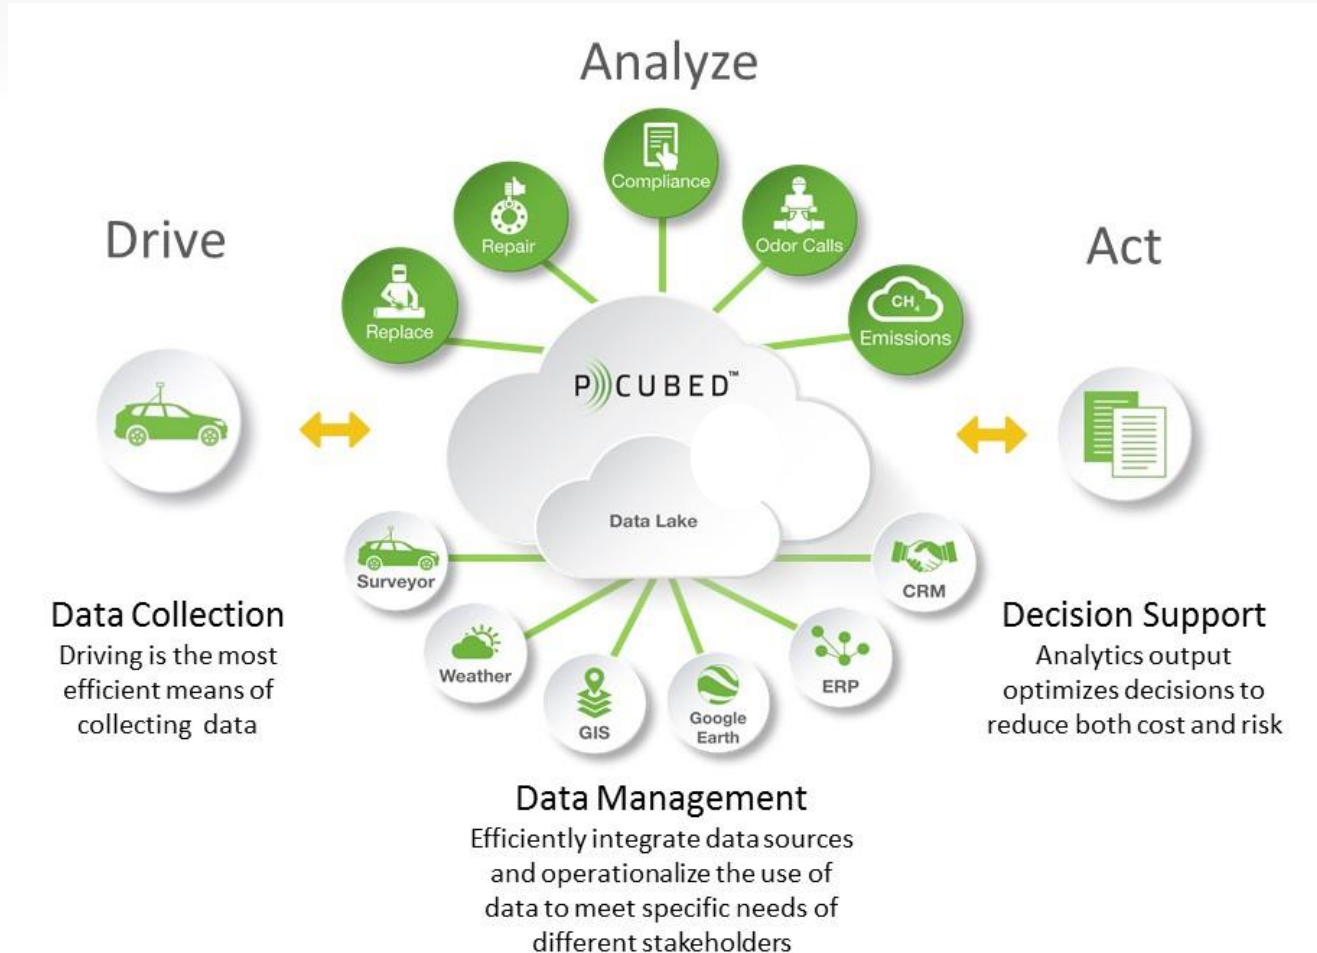 Analyze
Drive
Act
Compliance
Repair
Odor Calls
Replace
CH4
Emissions
P)))CUBED™
Data Lake
Surveyor
Weather
GIS
Google
Earth
ERP
CRM
Data Collection
Driving is the most
efficient means of
collecting data
Decision Support
Analytics output
optimizes decisions to
reduce both cost and risk
Data Management
Efficiently integrate data sources
and operationalize the use of
data to meet specific needs of
different stakeholders